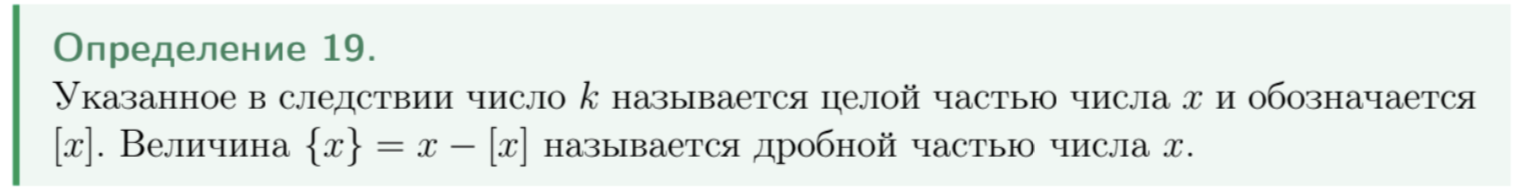 Определение 19.
Указанное в следствии число k называется целой частью числа x и обозначается
[x]. Величина {x} = x − [x] называется дробной частью числа x.